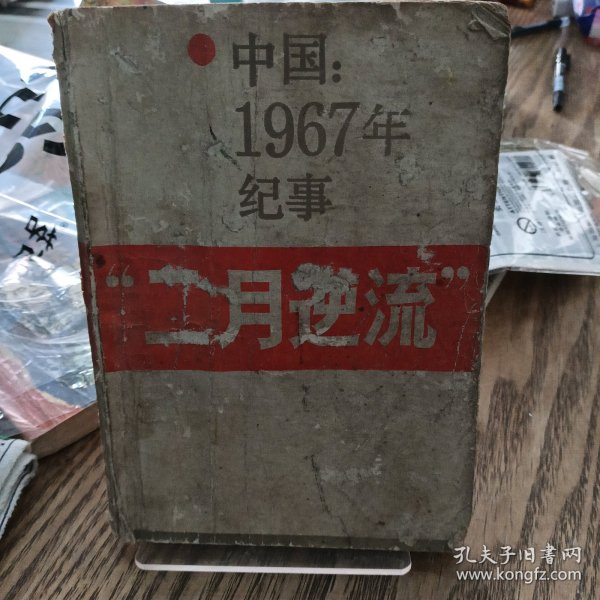 中国:
1967年
纪事
“二月逆流”
孔夫子旧书网
www.kongfz.com